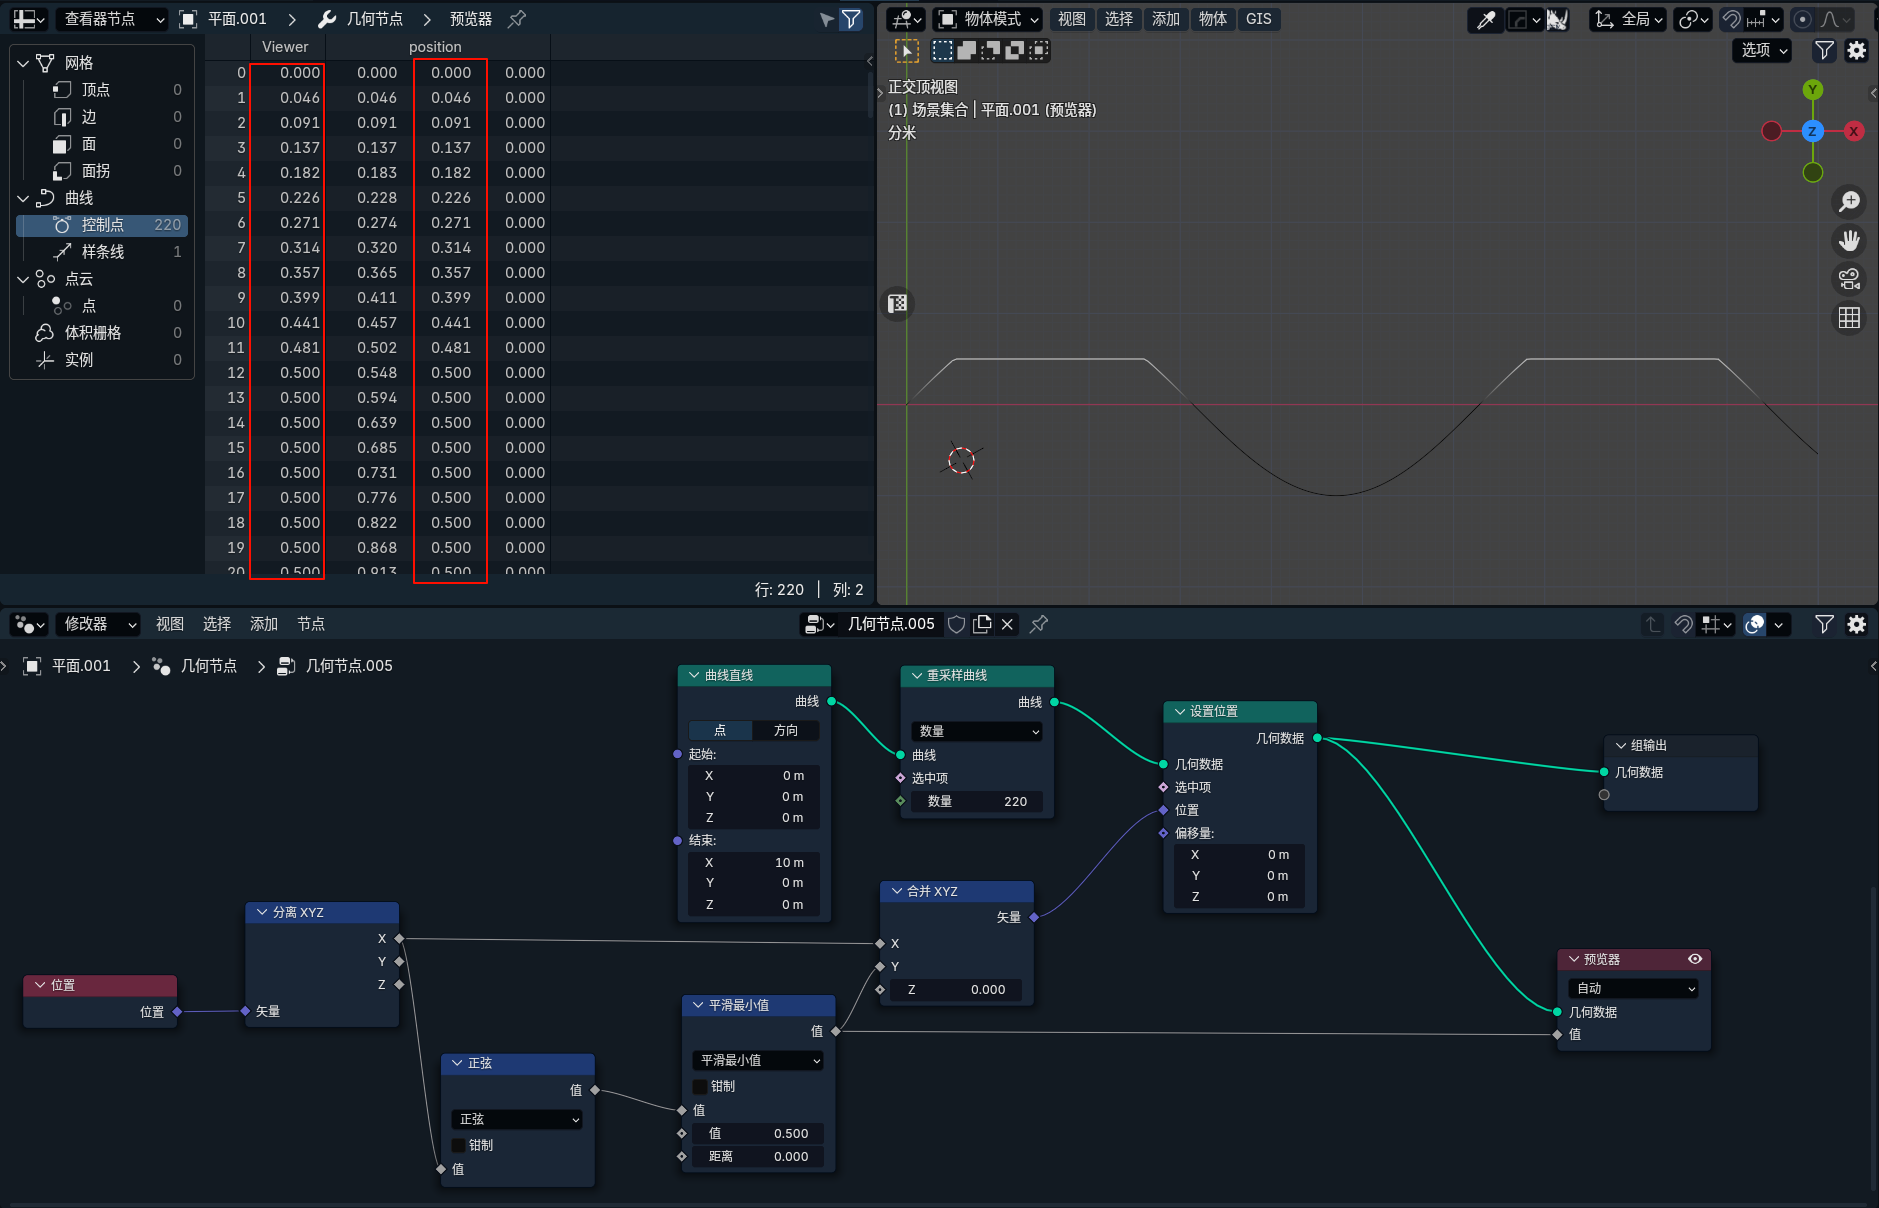 查看器节点 平面.001 几何节点 预览器
网格
顶点 0
边 0
面 0
面拐 0
曲线
控制点 220
样条线 1
点云
点 0
体积栅格 0
实例 0
Viewer position
0 0.000 0.000 0.000 0.000
1 0.046 0.046 0.046 0.000
2 0.091 0.091 0.091 0.000
3 0.137 0.137 0.137 0.000
4 0.182 0.183 0.182 0.000
5 0.226 0.228 0.226 0.000
6 0.271 0.274 0.271 0.000
7 0.314 0.320 0.314 0.000
8 0.357 0.365 0.357 0.000
9 0.399 0.411 0.399 0.000
10 0.441 0.457 0.441 0.000
11 0.481 0.502 0.481 0.000
12 0.500 0.548 0.500 0.000
13 0.500 0.594 0.500 0.000
14 0.500 0.639 0.500 0.000
15 0.500 0.685 0.500 0.000
16 0.500 0.731 0.500 0.000
17 0.500 0.776 0.500 0.000
18 0.500 0.822 0.500 0.000
19 0.500 0.868 0.500 0.000
20 0.500 0.913 0.500 0.000
行: 220 | 列: 2
物体模式 视图 选择 添加 物体 GIS 全局
选项
正交顶视图
(1) 场景集合 | 平面.001 (预览器)
分米
Y
Z X
修改器 视图 选择 添加 节点 几何节点.005
平面.001 几何节点 几何节点.005
曲线直线
曲线
点 方向
起始:
X 0 m
Y 0 m
Z 0 m
结束:
X 10 m
Y 0 m
Z 0 m
重采样曲线
曲线
数量
曲线
选中项
数量 220
设置位置
几何数据
几何数据
选中项
位置
偏移量:
X 0 m
Y 0 m
Z 0 m
组输出
几何数据
分离 XYZ
X
Y
Z
矢量
位置
位置
合并 XYZ
矢量
X
Y
Z 0.000
正弦
值
正弦
钳制
值
平滑最小值
值
平滑最小值
钳制
值
值 0.500
距离 0.000
预览器
自动
几何数据
值